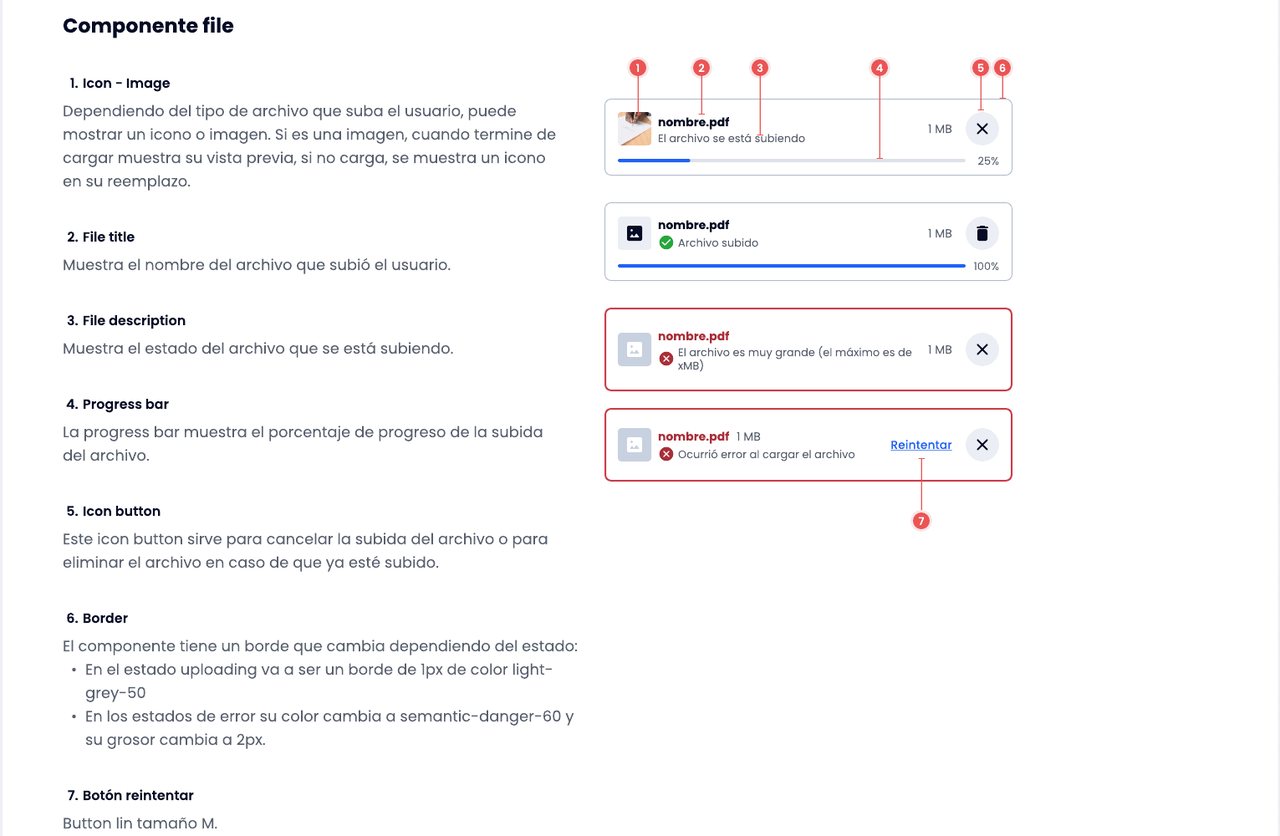 Componente file
1. Icon - Image
Dependiendo del tipo de archivo que suba el usuario, puede
mostrar un icono o imagen. Si es una imagen, cuando termine de
cargar muestra su vista previa, si no carga, se muestra un icono
en su reemplazo.
2. File title
Muestra el nombre del archivo que subió el usuario.
3. File description
Muestra el estado del archivo que se está subiendo.
4. Progress bar
La progress bar muestra el porcentaje de progreso de la subida
del archivo.
5. Icon button
Este icon button sirve para cancelar la subida del archivo o para
eliminar el archivo en caso de que ya esté subido.
6. Border
El componente tiene un borde que cambia dependiendo del estado:
• En el estado uploading va a ser un borde de 1px de color light-
grey-50
• En los estados de error su color cambia a semantic-danger-60 y
su grosor cambia a 2px.
7. Botón reintentar
Button lin tamaño M.
1 2 3 4 5 6
nombre.pdf
El archivo se está subiendo
1 MB
25%
nombre.pdf
Archivo subido
1 MB
100%
nombre.pdf
El archivo es muy grande (el máximo es de
xMB)
1 MB
nombre.pdf 1 MB
Ocurrió error al cargar el archivo
Reintentar
7